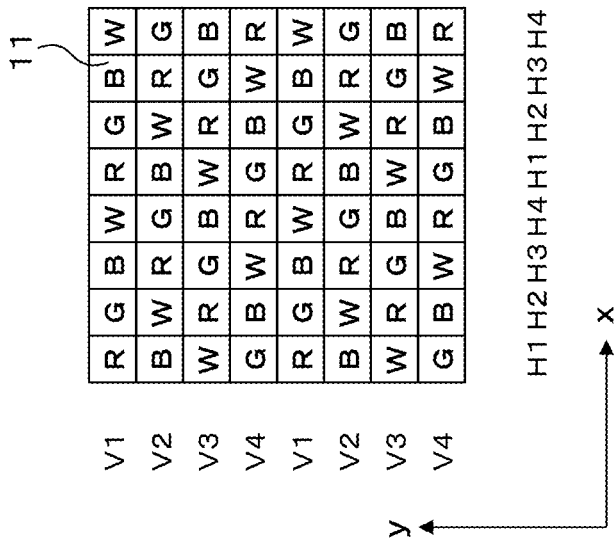 11
V1 R G B W R G B W
V2 B W R G B W R G
V3 W R G B W R G B
V4 G B W R G B W R
V1 R G B W R G B W
V2 B W R G B W R G
V3 W R G B W R G B
V4 G B W R G B W R
H1 H2 H3 H4 H1 H2 H3 H4
y
x